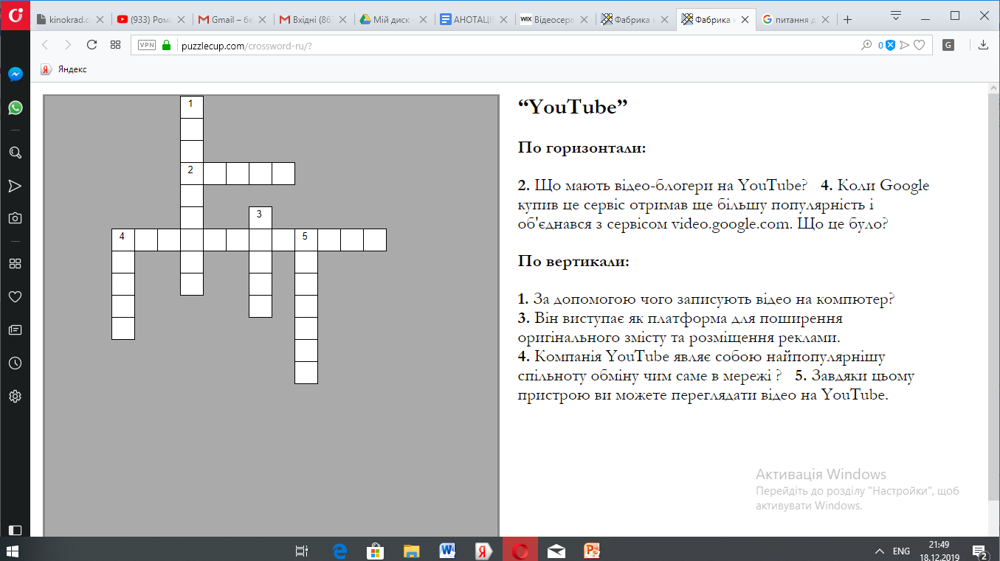 kinokrad.c
(933) Рома
Gmail – бе
Вхідні (863
Мій диск -
АНОТАЦІ
WIX Відеосерв
Фабрика к
Фабрика к
питання д
VPN puzzlecup.com/crossword-ru/? 0 G
Я Яндекс
“YouTube”
По горизонтали:
2. Що мають відео-блогери на YouTube? 4. Коли Google
купив це сервіс отримав ще більшу популярність і
об'єднався з сервісом video.google.com. Що це було?
По вертикали:
1. За допомогою чого записують відео на компютер?
3. Він виступає як платформа для поширення
оригінального змісту та розміщення реклами.
4. Компанія YouTube являє собою найпопулярнішу
спільноту обміну чим саме в мережі ? 5. Завдяки цьому
пристрою ви можете переглядати відео на YouTube.
1
2
3
4 5
Активація Windows
Перейдіть до розділу "Настройки", щоб
активувати Windows.
ENG
21:49
18.12.2019
2